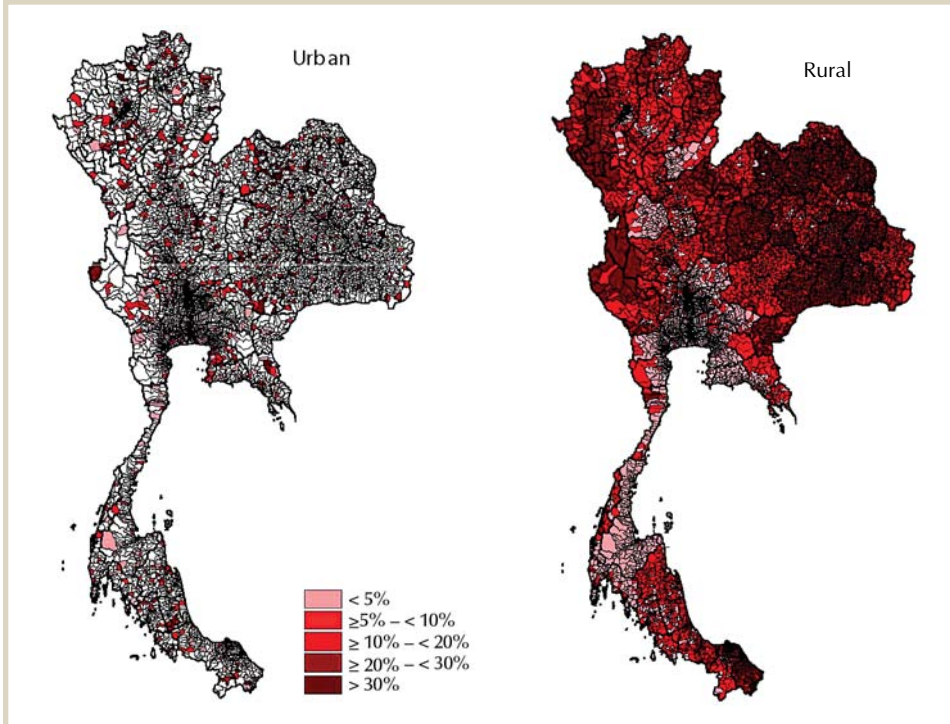 Urban
Rural
< 5%
≥5% – < 10%
≥ 10% – < 20%
≥ 20% – < 30%
> 30%